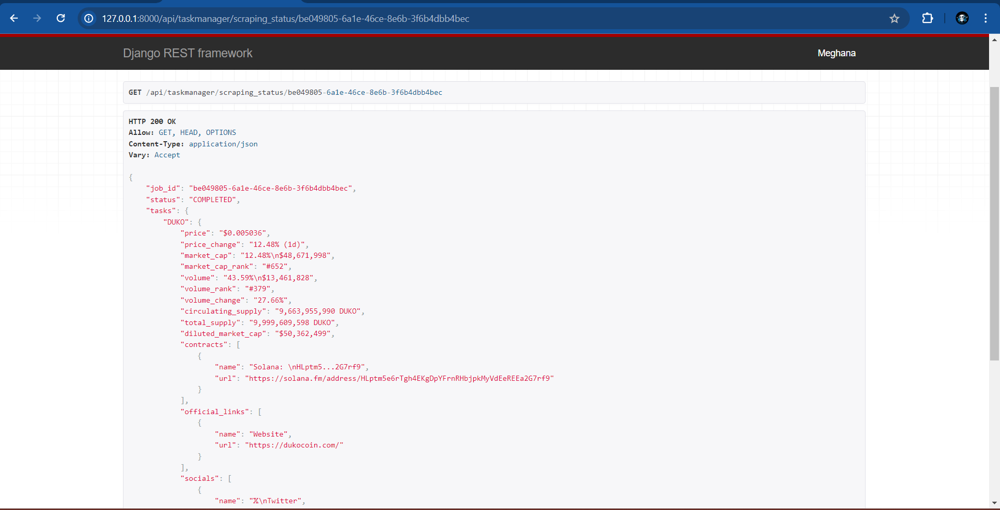 127.0.0.1:8000/api/taskmanager/scraping_status/be049805-6a1e-46ce-8e6b-3f6b4dbb4bec
Django REST framework
Meghana
GET /api/taskmanager/scraping_status/be049805-6a1e-46ce-8e6b-3f6b4dbb4bec
HTTP 200 OK
Allow: GET, HEAD, OPTIONS
Content-Type: application/json
Vary: Accept
{
"job_id": "be049805-6a1e-46ce-8e6b-3f6b4dbb4bec",
"status": "COMPLETED",
"tasks": {
"DUKO": {
"price": "$0.005036",
"price_change": "12.48% (1d)",
"market_cap": "12.48%\n$48,671,998",
"market_cap_rank": "#652",
"volume": "43.59%\n$13,461,828",
"volume_rank": "#379",
"volume_change": "27.66%",
"circulating_supply": "9,663,955,990 DUKO",
"total_supply": "9,999,609,598 DUKO",
"diluted_market_cap": "$50,362,499",
"contracts": [
{
"name": "Solana: \nHLptm5...2G7rf9",
"url": "https://solana.fm/address/HLptm5e6rTgh4EKgDpYFrnRHbjpkMyVdEeREEa2G7rf9"
}
],
"official_links": [
{
"name": "Website",
"url": "https://dukocoin.com/"
}
],
"socials": [
{
"name": "𝕏\nTwitter",